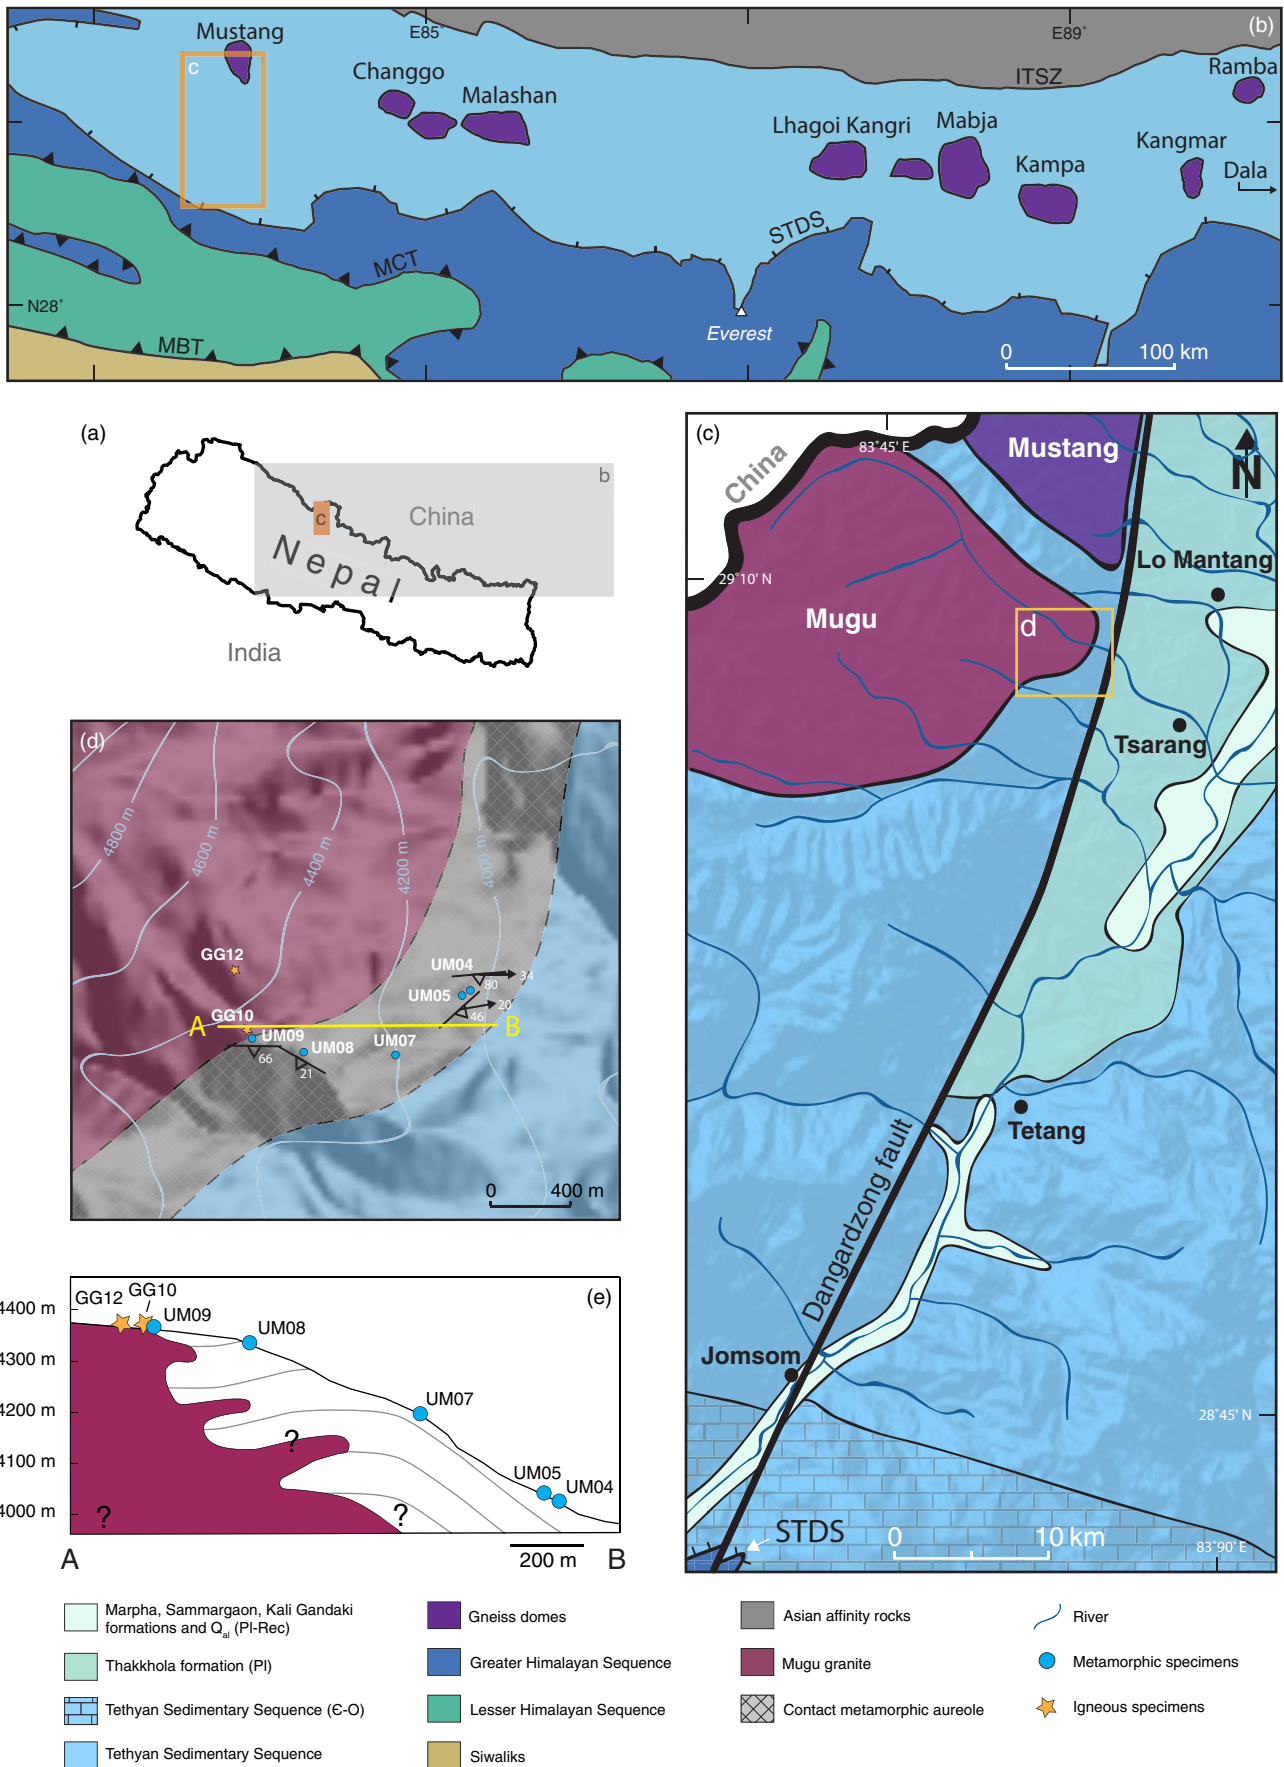 (b)
E85°
E89°
Mustang
c
Changgo
Malashan
ITSZ
Ramba
Lhagoi Kangri
Mabja
Kampa
Kangmar
Dala
STDS
MCT
N28°
MBT
Everest
0 100 km
(a)
b
c
China
Nepal
India
(c)
China
83°45' E
Mustang
N
29°10' N
Lo Mantang
Mugu
d
Tsarang
Tetang
Dangardzong fault
Jomsom
28°45' N
STDS
0 10 km
83°90' E
(d)
4800 m
4600 m
4400 m
4200 m
4000 m
GG12
UM04
34
80
UM05
20
46
GG10
A
B
UM09
UM08
UM07
66
21
0 400 m
(e)
4400 m
4300 m
4200 m
4100 m
4000 m
GG12
GG10
UM09
UM08
UM07
UM05
UM04
?
?
?
A
200 m
B
Marpha, Sammargaon, Kali Gandaki
formations and Qal (Pl-Rec)
Thakkhola formation (Pl)
Tethyan Sedimentary Sequence (Є-O)
Tethyan Sedimentary Sequence
Gneiss domes
Greater Himalayan Sequence
Lesser Himalayan Sequence
Siwaliks
Asian affinity rocks
Mugu granite
Contact metamorphic aureole
River
Metamorphic specimens
Igneous specimens